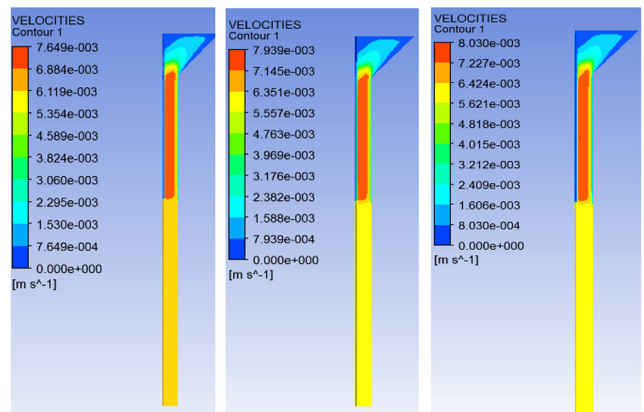 VELOCITIES
Contour 1
7.649e-003
6.884e-003
6.119e-003
5.354e-003
4.589e-003
3.824e-003
3.060e-003
2.295e-003
1.530e-003
7.649e-004
0.000e+000
[m s^-1]
VELOCITIES
Contour 1
7.939e-003
7.145e-003
6.351e-003
5.557e-003
4.763e-003
3.969e-003
3.176e-003
2.382e-003
1.588e-003
7.939e-004
0.000e+000
[m s^-1]
VELOCITIES
Contour 1
8.030e-003
7.227e-003
6.424e-003
5.621e-003
4.818e-003
4.015e-003
3.212e-003
2.409e-003
1.606e-003
8.030e-004
0.000e+000
[m s^-1]